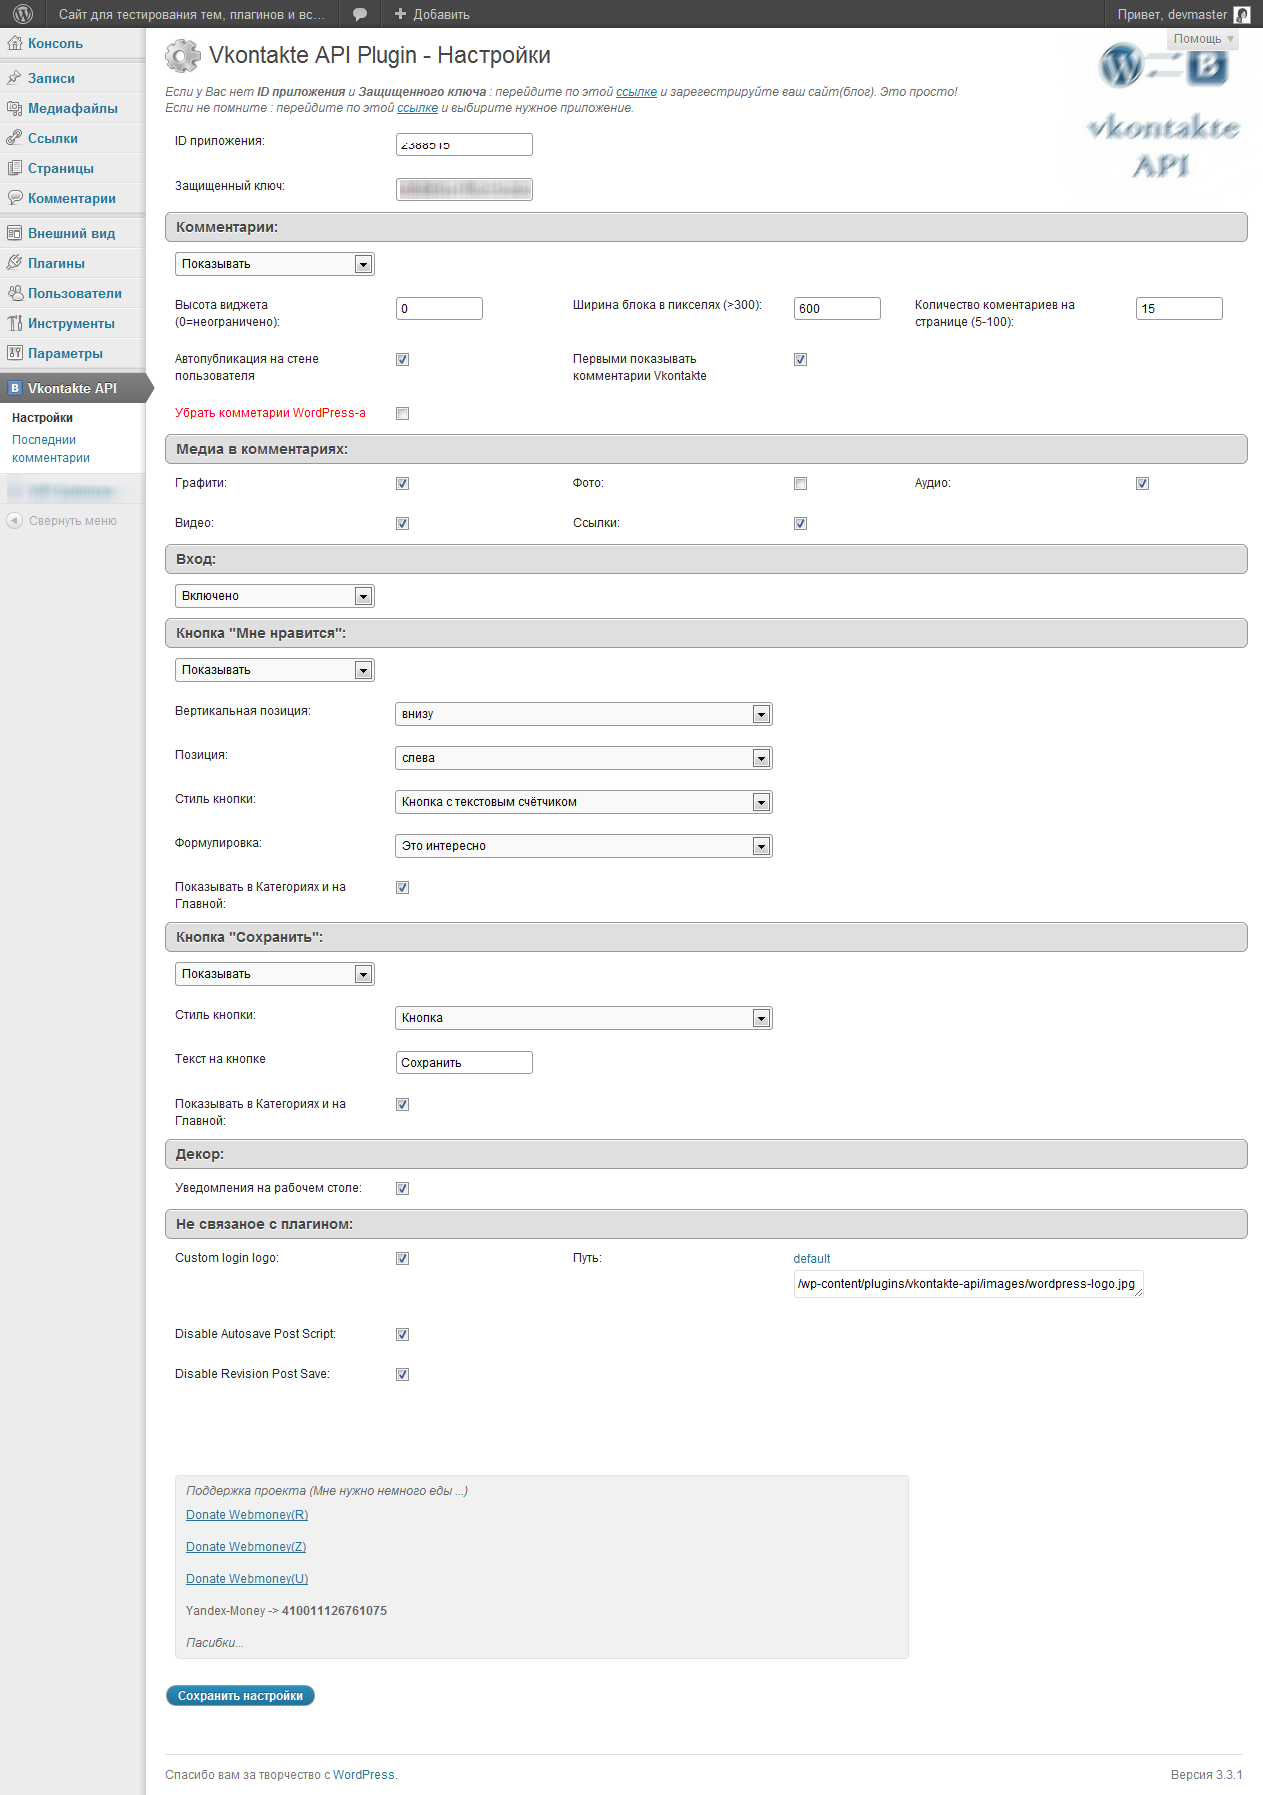 Сайт для тестирования тем, плагинов и вс... Добавить Привет, devmaster
Помощь
Консоль
Записи
Медиафайлы
Ссылки
Страницы
Комментарии
Внешний вид
Плагины
Пользователи
Инструменты
Параметры
Vkontakte API
Настройки
Последнии
комментарии
Свернуть меню
Vkontakte API Plugin - Настройки
vkontakte
API
Если у Вас нет ID приложения и Защищенного ключа : перейдите по этой ссылке и зарегестрируйте ваш сайт(блог). Это просто!
Если не помните : перейдите по этой ссылке и выбирите нужное приложение.
ID приложения: 2388515
Защищенный ключ:
Комментарии:
Показывать
Высота виджета
(0=неограничено): 0
Ширина блока в пикселях (>300): 600
Количество коментариев на
странице (5-100): 15
Автопубликация на стене
пользователя
Первыми показывать
комментарии Vkontakte
Убрать комметарии WordPress-а
Медиа в комментариях:
Графити: Фото: Аудио:
Видео: Ссылки:
Вход:
Включено
Кнопка "Мне нравится":
Показывать
Вертикальная позиция: внизу
Позиция: слева
Стиль кнопки: Кнопка с текстовым счётчиком
Формулировка: Это интересно
Показывать в Категориях и на
Главной:
Кнопка "Сохранить":
Показывать
Стиль кнопки: Кнопка
Текст на кнопке Сохранить
Показывать в Категориях и на
Главной:
Декор:
Уведомления на рабочем столе:
Не связаное с плагином:
Custom login logo: Путь: default
/wp-content/plugins/vkontakte-api/images/wordpress-logo.jpg
Disable Autosave Post Script:
Disable Revision Post Save:
Поддержка проекта (Мне нужно немного еды ...)
Donate Webmoney(R)
Donate Webmoney(Z)
Donate Webmoney(U)
Yandex-Money -> 410011126761075
Пасибки...
Сохранить настройки
Спасибо вам за творчество с WordPress. Версия 3.3.1